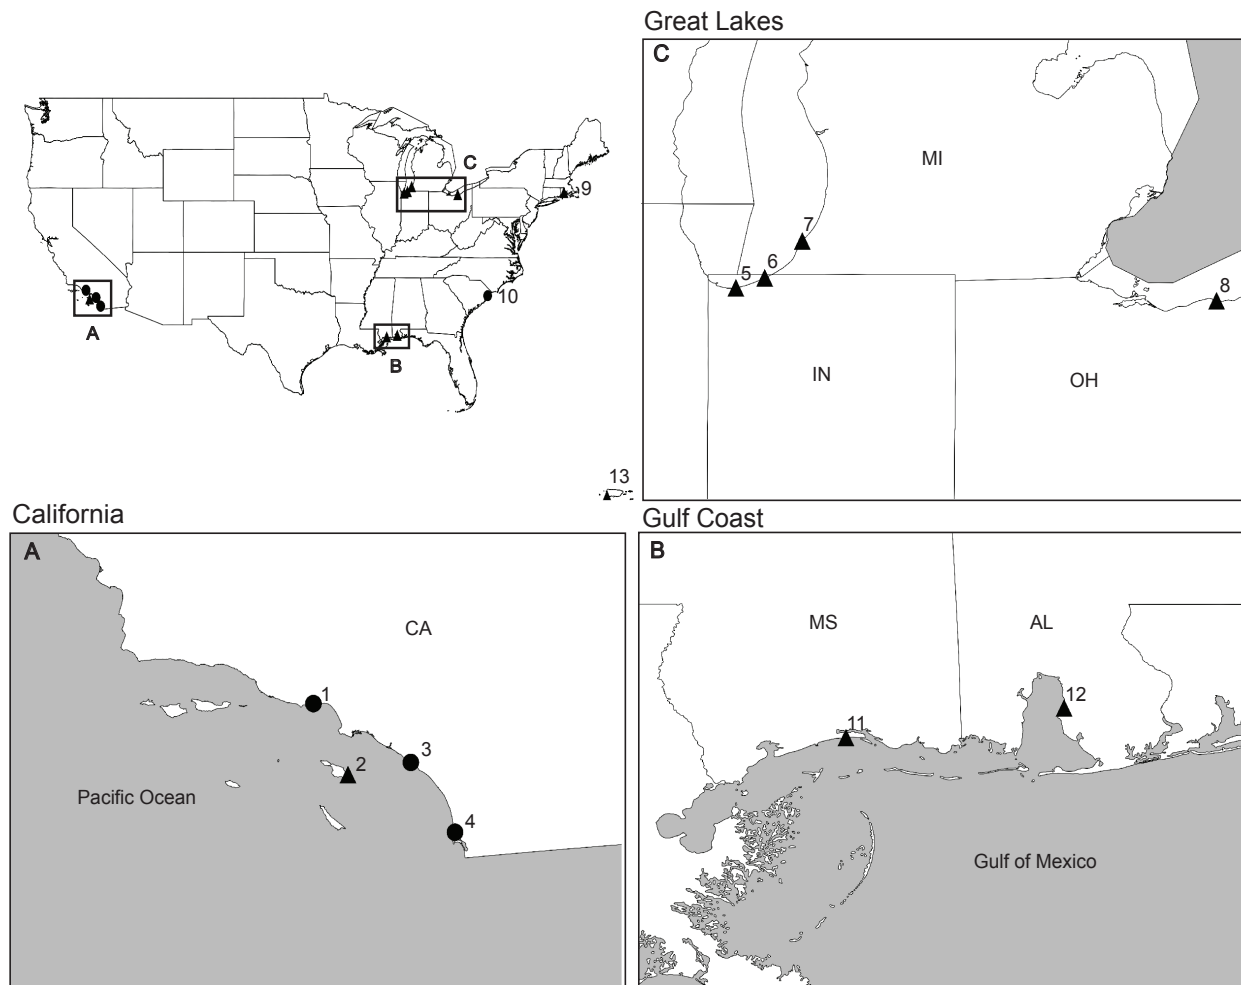 Great Lakes
C
MI
7
6
5
8
IN
OH
C
9
10
A
B
13
California
A
CA
1
3
2
4
Pacific Ocean
Gulf Coast
B
MS
AL
12
11
Gulf of Mexico